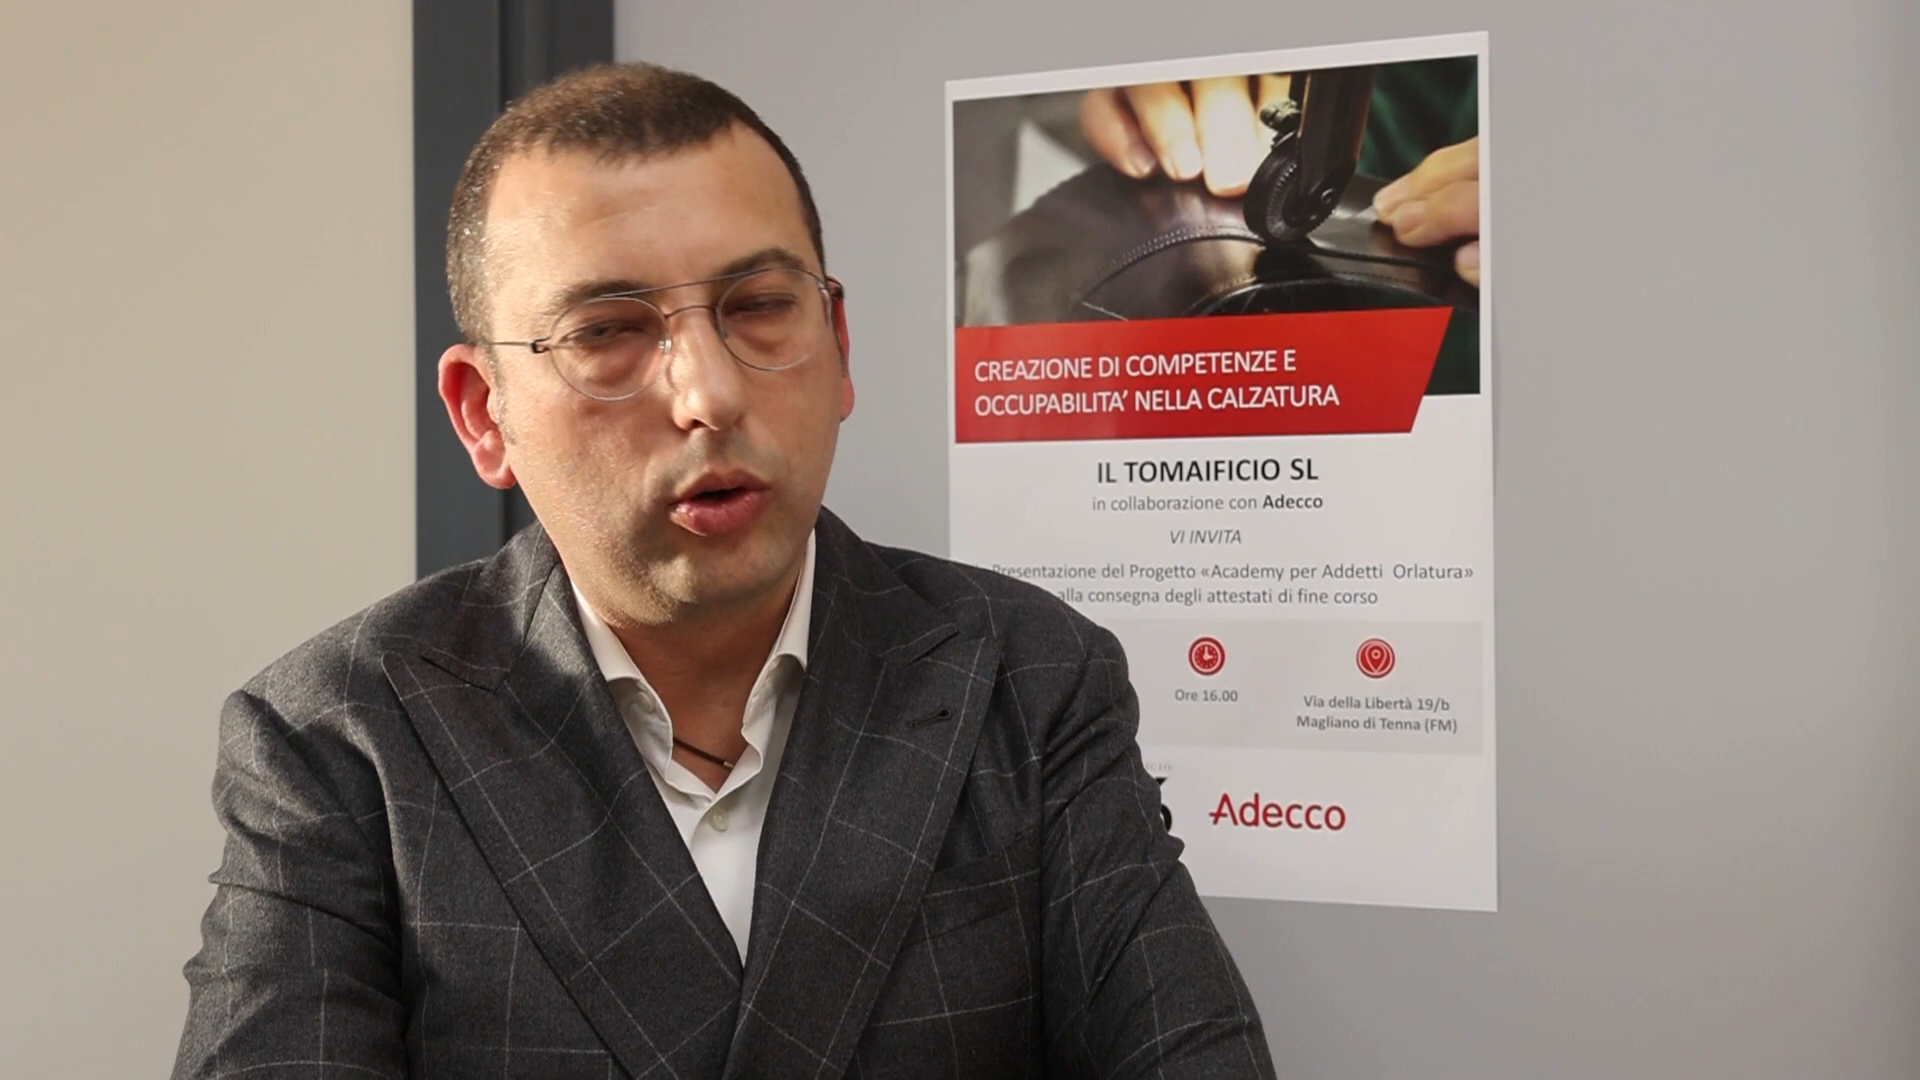 CREAZIONE DI COMPETENZE E
OCCUPABILITA’ NELLA CALZATURA
IL TOMAIFICIO SL
in collaborazione con Adecco
VI INVITA
Presentazione del Progetto «Academy per Addetti Orlatura»
alla consegna degli attestati di fine corso
Ore 16.00
Via della Libertà 19/b
Magliano di Tenna (FM)
Adecco